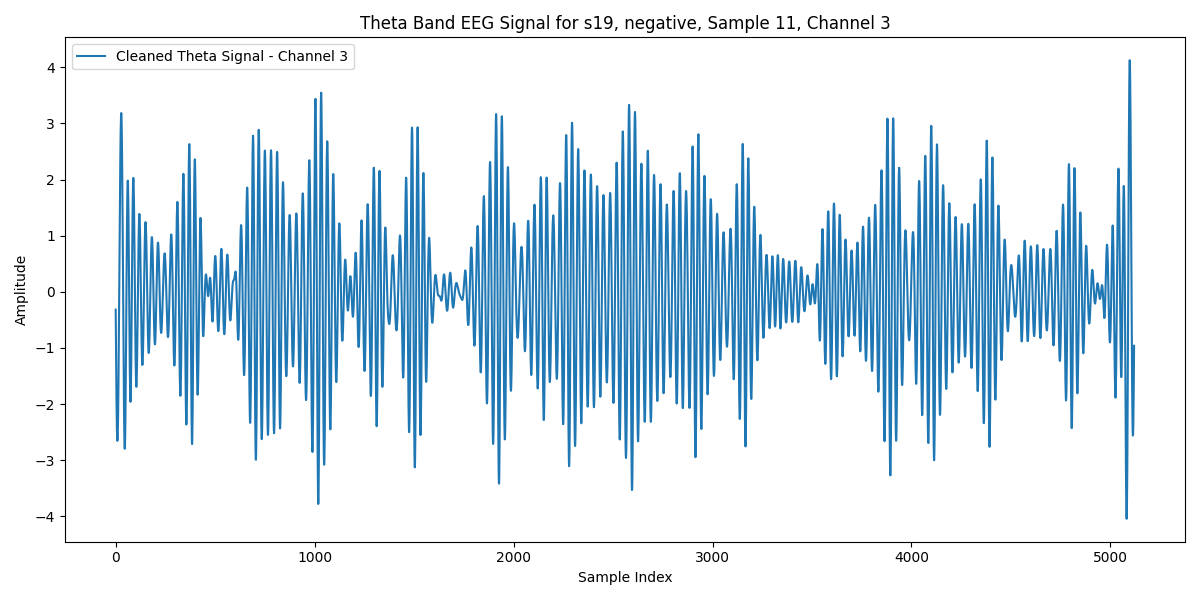 Theta Band EEG Signal for s19, negative, Sample 11, Channel 3
Cleaned Theta Signal - Channel 3
Amplitude
4
3
2
1
0
−1
−2
−3
−4
0 1000 2000 3000 4000 5000
Sample Index